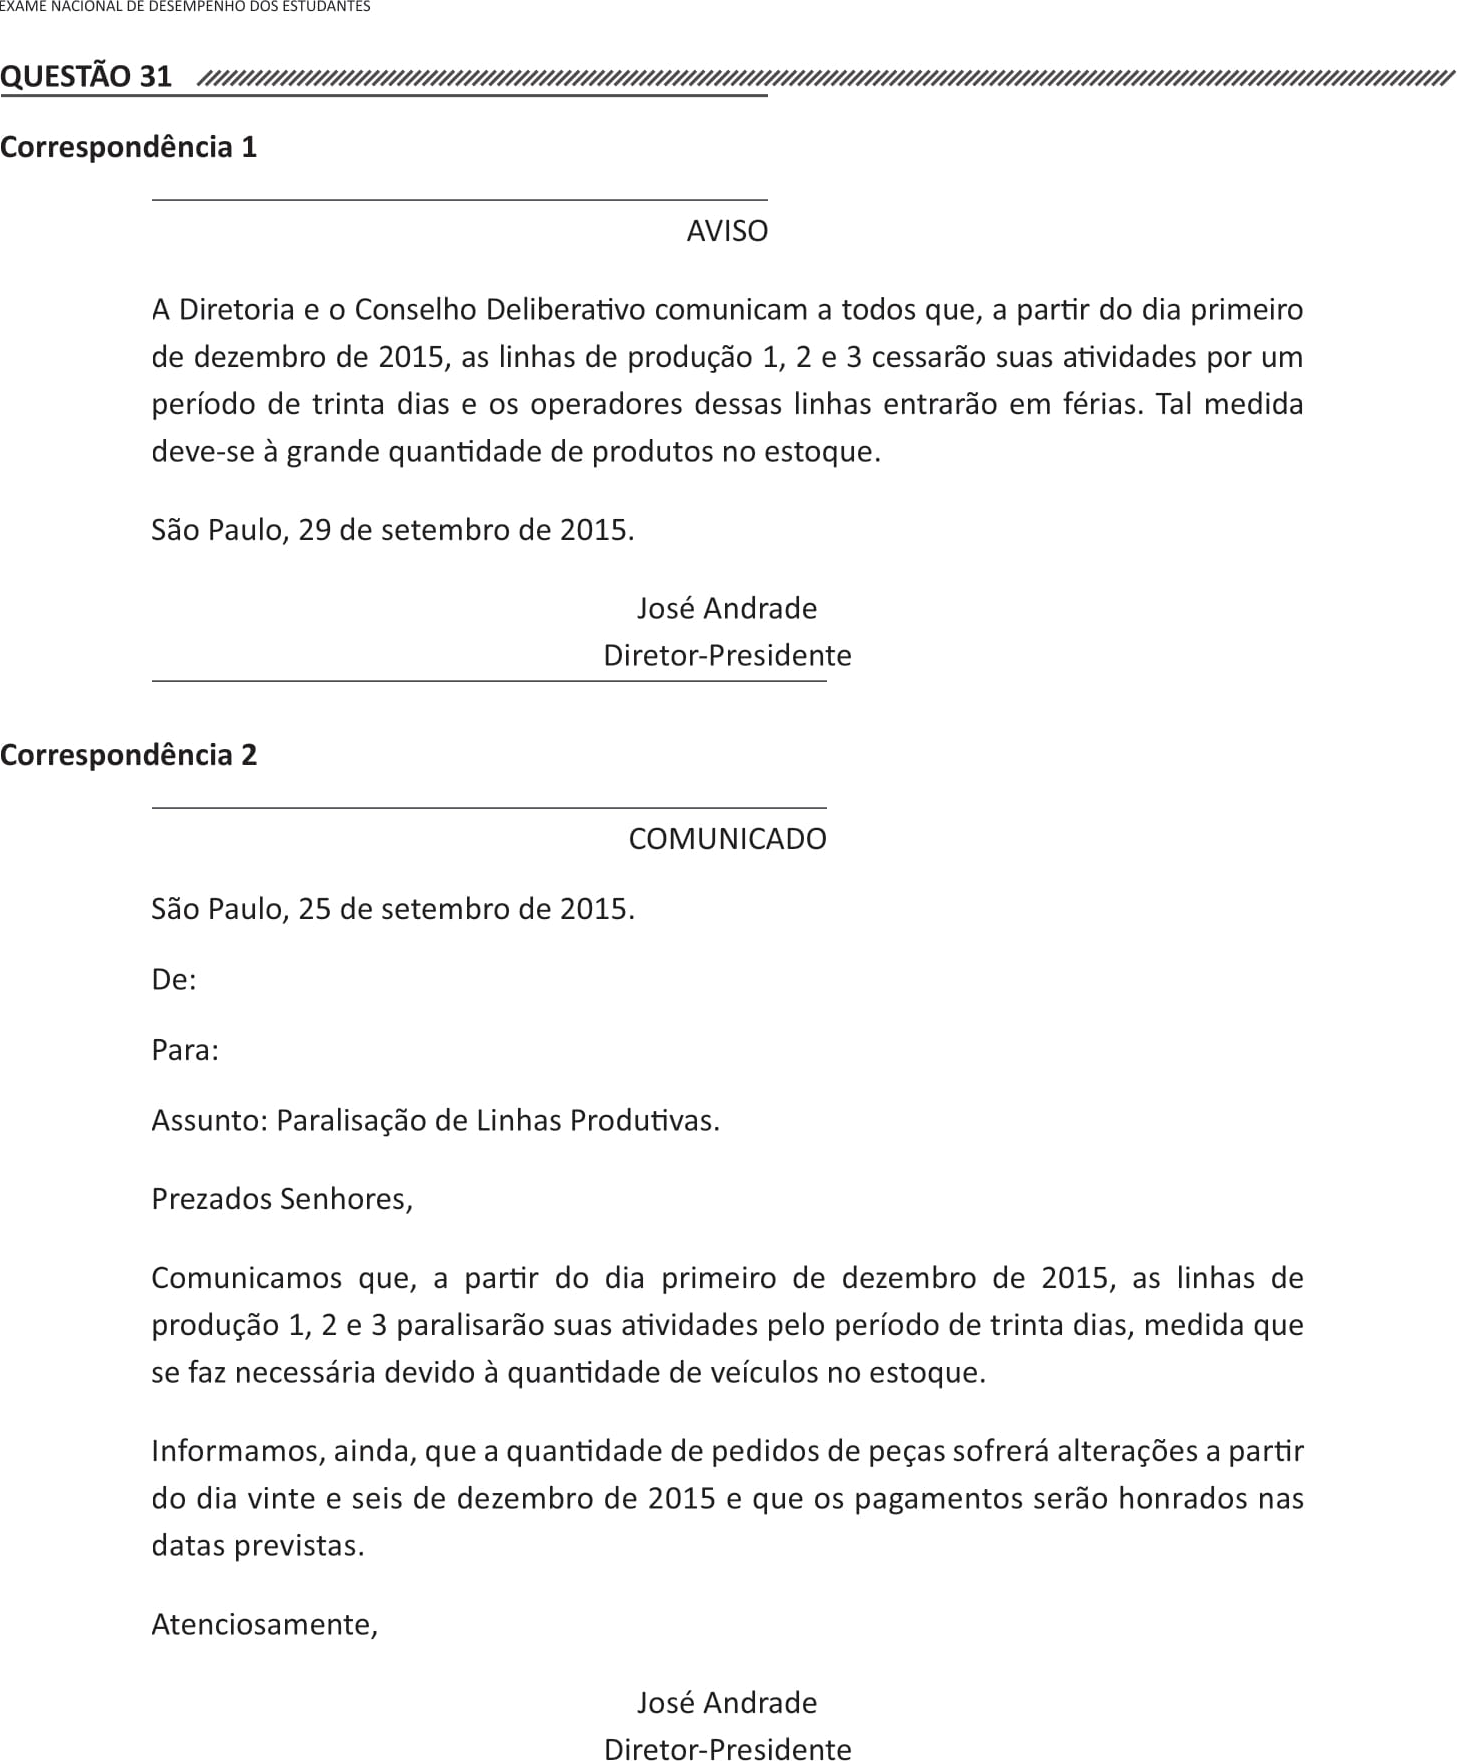 EXAME NACIONAL DE DESEMPENHO DOS ESTUDANTES
QUESTÃO 31
Correspondência 1
AVISO
A Diretoria e o Conselho Deliberativo comunicam a todos que, a partir do dia primeiro
de dezembro de 2015, as linhas de produção 1, 2 e 3 cessarão suas atividades por um
período de trinta dias e os operadores dessas linhas entrarão em férias. Tal medida
deve-se à grande quantidade de produtos no estoque.
São Paulo, 29 de setembro de 2015.
José Andrade
Diretor-Presidente
Correspondência 2
COMUNICADO
São Paulo, 25 de setembro de 2015.
De:
Para:
Assunto: Paralisação de Linhas Produtivas.
Prezados Senhores,
Comunicamos que, a partir do dia primeiro de dezembro de 2015, as linhas de
produção 1, 2 e 3 paralisarão suas atividades pelo período de trinta dias, medida que
se faz necessária devido à quantidade de veículos no estoque.
Informamos, ainda, que a quantidade de pedidos de peças sofrerá alterações a partir
do dia vinte e seis de dezembro de 2015 e que os pagamentos serão honrados nas
datas previstas.
Atenciosamente,
José Andrade
Diretor-Presidente